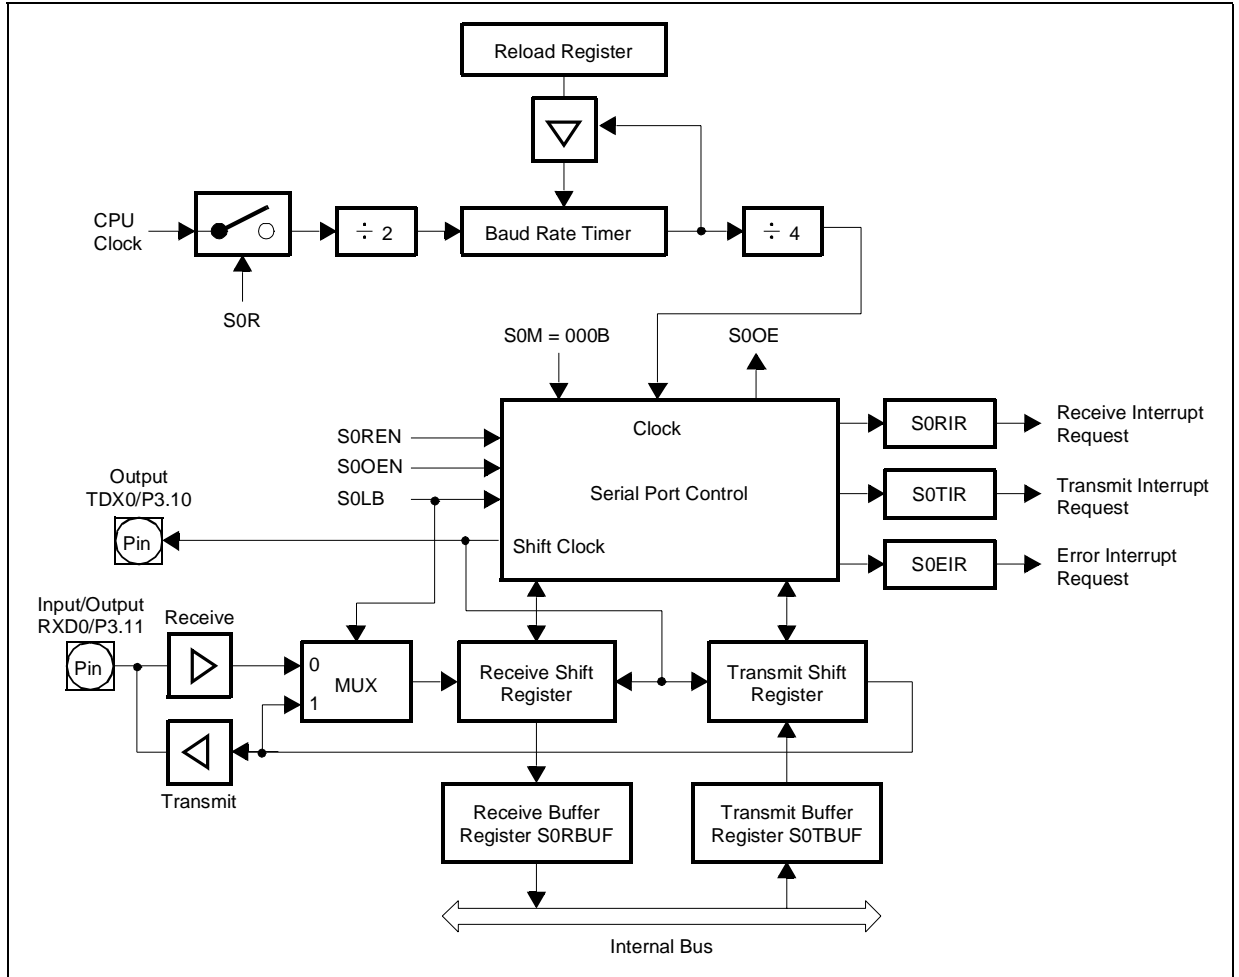 Reload Register
CPU
Clock
÷ 2
Baud Rate Timer
÷ 4
S0R
S0M = 000B
S0OE
Clock
S0REN
S0OEN
S0LB
Serial Port Control
Shift Clock
S0RIR
Receive Interrupt
Request
S0TIR
Transmit Interrupt
Request
S0EIR
Error Interrupt
Request
Output
TDX0/P3.10
Pin
Input/Output
RXD0/P3.11
Pin
Receive
0
MUX
1
Transmit
Receive Shift
Register
Transmit Shift
Register
Receive Buffer
Register S0RBUF
Transmit Buffer
Register S0TBUF
Internal Bus